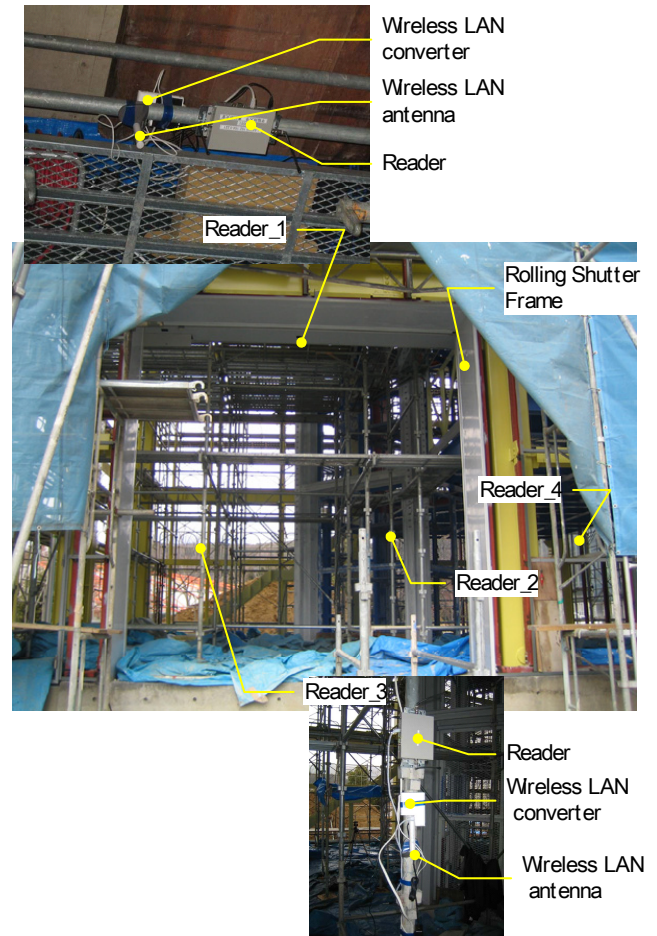 Wireless LAN
converter
Wireless LAN
antenna
Reader
Reader_1
Rolling Shutter
Frame
Reader_4
Reader_2
Reader_3
Reader
Wireless LAN
converter
Wireless LAN
antenna